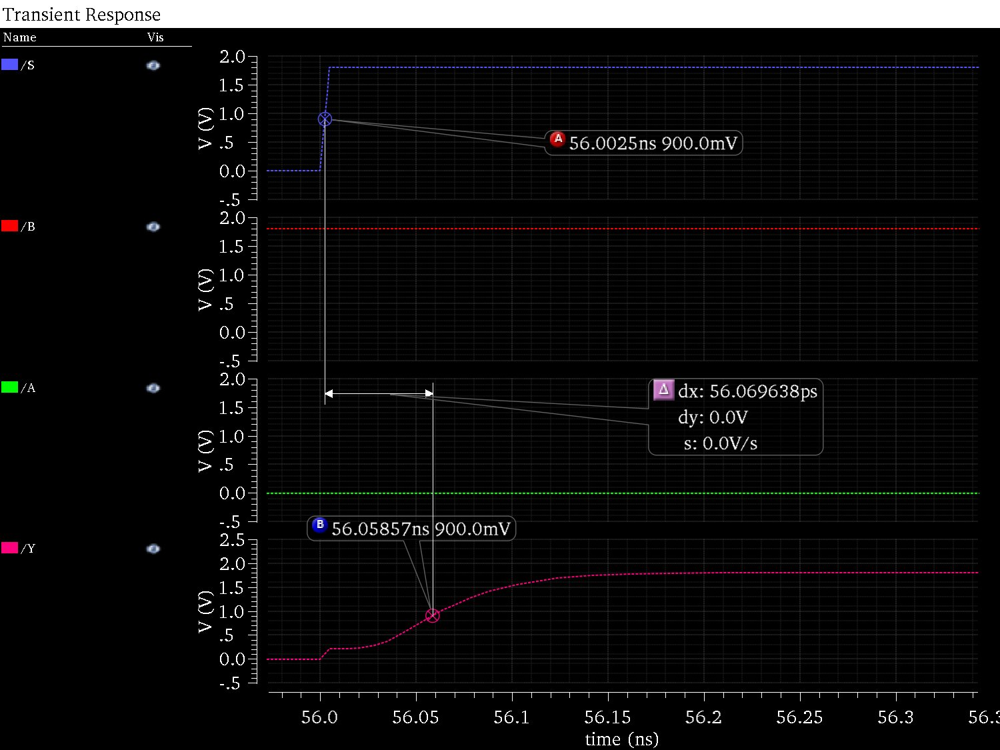 Transient Response
Name Vis
/S
2.0
1.5
1.0
.5
0.0
-.5
V (V)
A 56.0025ns 900.0mV
/B
2.0
1.5
1.0
.5
0.0
-.5
V (V)
/A
2.0
1.5
1.0
.5
0.0
-.5
V (V)
Δ dx: 56.069638ps
dy: 0.0V
s: 0.0V/s
B 56.05857ns 900.0mV
/Y
2.5
2.0
1.5
1.0
.5
0.0
-.5
V (V)
56.0 56.05 56.1 56.15 56.2 56.25 56.3
time (ns)